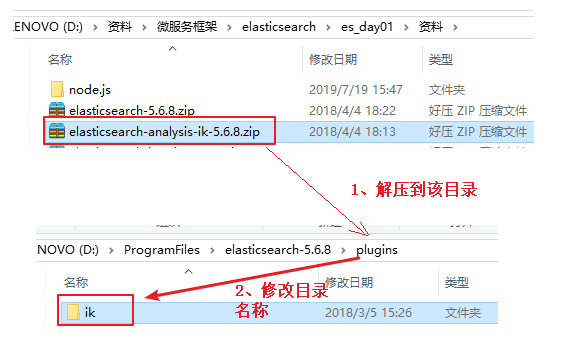 LENOVO (D:) > 资料 > 微服务框架 > elasticsearch > es_day01 > 资料 >
名称 修改日期 类型
node.js 2019/7/19 15:47 文件夹
elasticsearch-5.6.8.zip 2018/4/4 18:22 好压 ZIP 压缩文件
elasticsearch-analysis-ik-5.6.8.zip 2018/4/4 18:13 好压 ZIP 压缩文件
1、解压到该目录
NOVO (D:) > ProgramFiles > elasticsearch-5.6.8 > plugins
名称 修改日期 类型
2、修改目录
名称
ik 2018/3/5 15:26 文件夹